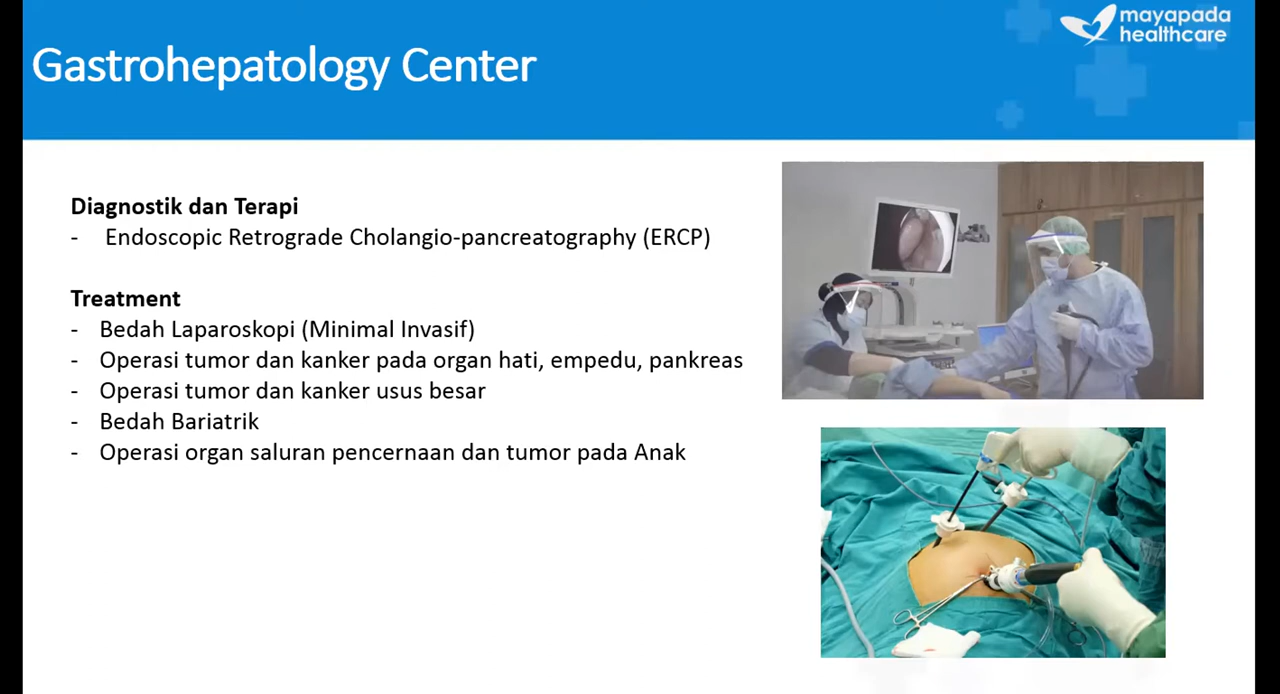 mayapada
healthcare
Gastrohepatology Center
Diagnostik dan Terapi
- Endoscopic Retrograde Cholangio-pancreatography (ERCP)
Treatment
- Bedah Laparoskopi (Minimal Invasif)
- Operasi tumor dan kanker pada organ hati, empedu, pankreas
- Operasi tumor dan kanker usus besar
- Bedah Bariatrik
- Operasi organ saluran pencernaan dan tumor pada Anak